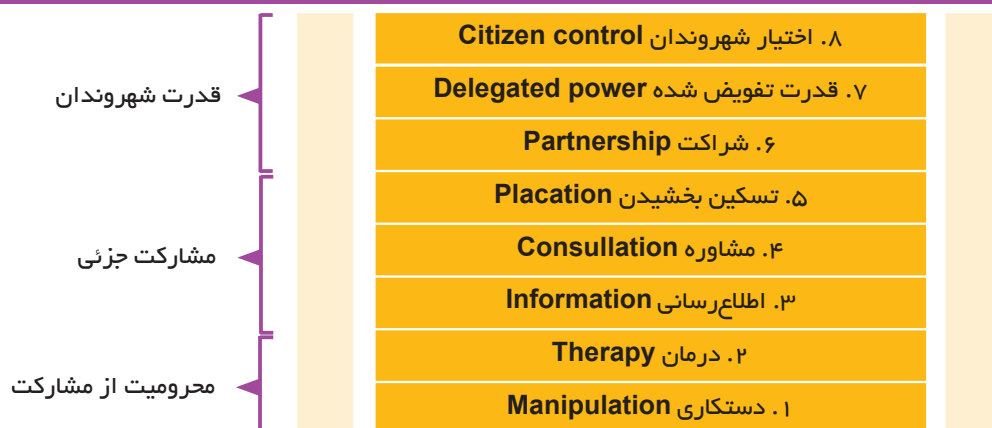 ۸. اختیار شهروندان Citizen control
۷. قدرت تفویض شده Delegated power
۶. شراکت Partnership
قدرت شهروندان
۵. تسکین بخشیدن Placation
۴. مشاوره Consullation
۳. اطلاع‌رسانی Information
مشارکت جزئی
۲. درمان Therapy
۱. دستکاری Manipulation
محرومیت از مشارکت